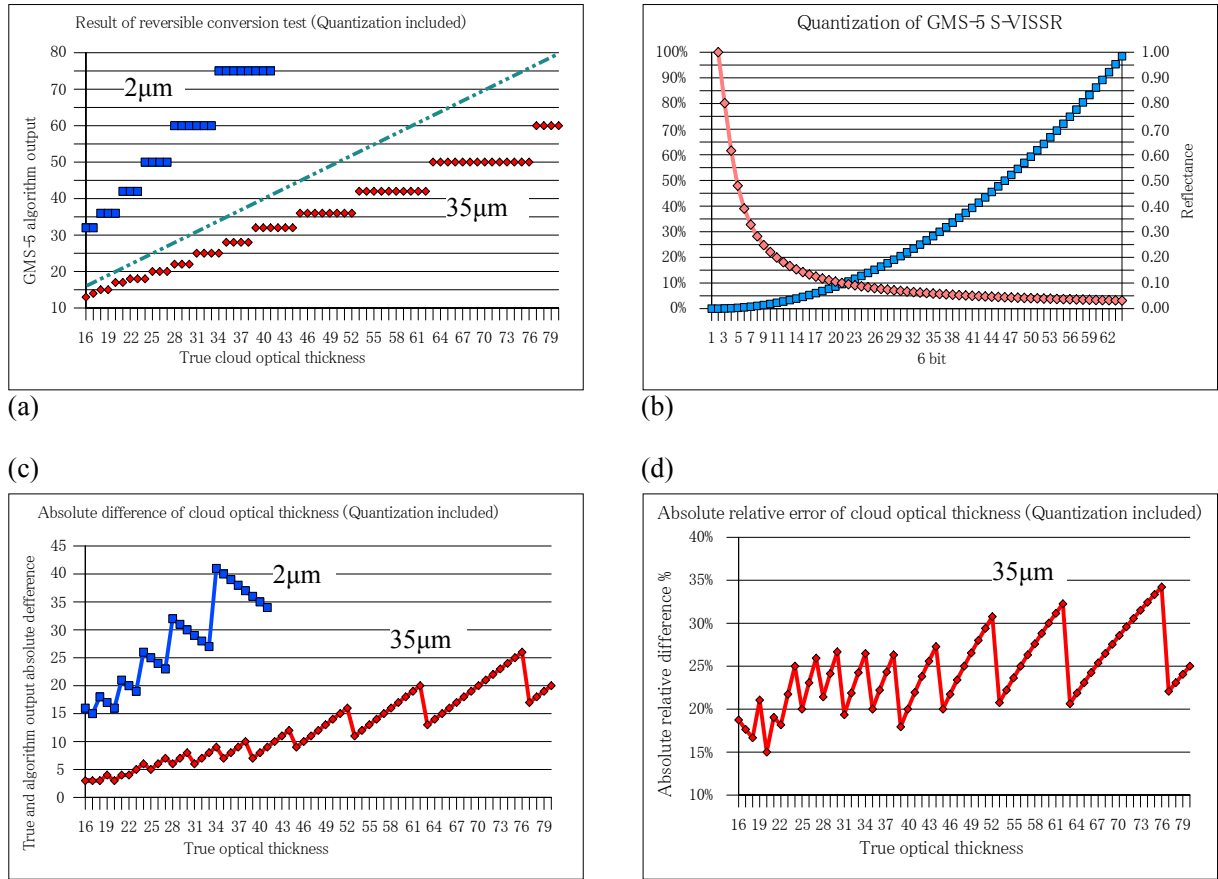 Result of reversible conversion test (Quantization included)
GMS-5 algorithm output
80
70
60
50
40
30
20
10
2μm
35μm
16 19 22 25 28 31 34 37 40 43 46 49 52 55 58 61 64 67 70 73 76 79
True cloud optical thickness
(a)
Quantization of GMS-5 S-VISSR
100%
90%
80%
70%
60%
50%
40%
30%
20%
10%
0%
1.00
0.90
0.80
0.70
0.60
0.50
0.40
0.30
0.20
0.10
0.00
Reflectance
1 3 5 7 9 11 14 17 20 23 26 29 32 35 38 41 44 47 50 53 56 59 62
6 bit
(b)
(c)
Absolute difference of cloud optical thickness (Quantization included)
True and algorithm output absolute difference
45
40
35
30
25
20
15
10
5
0
2μm
35μm
16 19 22 25 28 31 34 37 40 43 46 49 52 55 58 61 64 67 70 73 76 79
True optical thickness
(d)
Absolute relative error of cloud optical thickness (Quantization included)
Absolute relative difference %
40%
35%
30%
25%
20%
15%
10%
35μm
16 19 22 25 28 31 34 37 40 43 46 49 52 55 58 61 64 67 70 73 76 79
True optical thickness